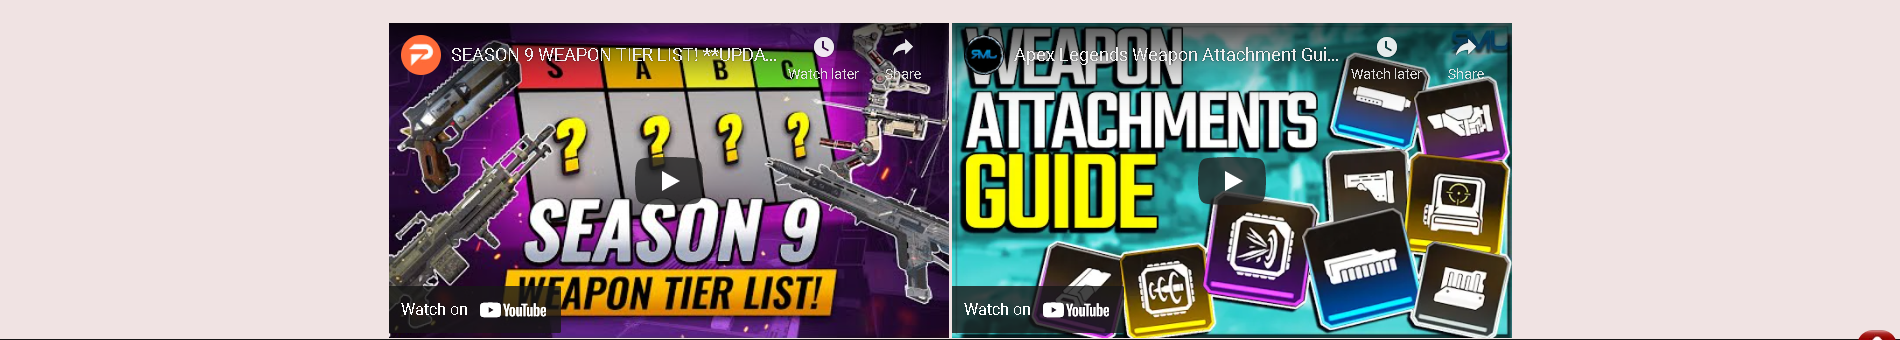 SEASON 9 WEAPON TIER LIST! **UPDA...
Watch later
Share
S A B C
? ? ? ?
SEASON 9
WEAPON TIER LIST!
Watch on YouTube
Apex Legends Weapon Attachment Gui...
Watch later
Share
WEAPON
ATTACHMENTS
GUIDE
Watch on YouTube